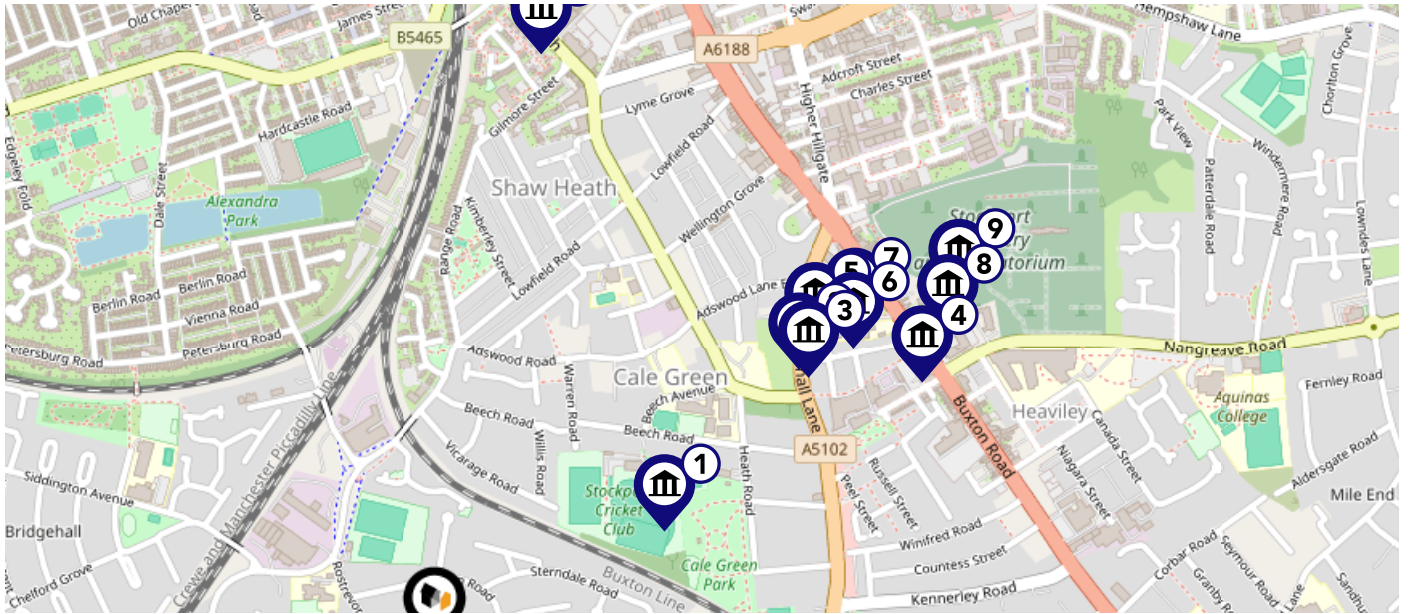 Old Chapel
James Street
B5465
A6188
Hempshaw Lane
Chorlton Grove
Adcroft Street
Charles Street
Lyme Grove
Gilmore Street
Higher Hillgate
Hardcastle Road
Park View
Edgeley Fold
Dale Street
Lowfield Road
Windermere Road
Patterdale Road
Shaw Heath
Alexandra
Park
Kimberley Street
Range Road
Wellington Grove
Lowndes Lane
9
8
7
6
5
4
3
Lowfield Road
Berlin Road
Berlin Road
Vienna Road
Adswood Lane
Petersburg Road
Petersburg Road
Adswood Road
Nangreave Road
Cale Green
Warren Road
Beech Avenue
Fernley Road
Aquinas
College
Beech Road
Beech Road
Heaviley
Buxton Road
Canada Street
A5102
1
Willis Road
Vicarage Road
Heath Road
Russell Street
Peel Street
Niagara Street
Aldersgate Road
Mile End
Siddington Avenue
Cricket
Club
Bridgehall
Crewe and Manchester Piccadilly Line
Winifred Road
Countess Street
Corbar Road
Seymour Road
Chelford Grove
Rostrevor
Road
Sterndale Road
Buxton Line
Cale Green
Park
Kennerley Road
Granby
Lane